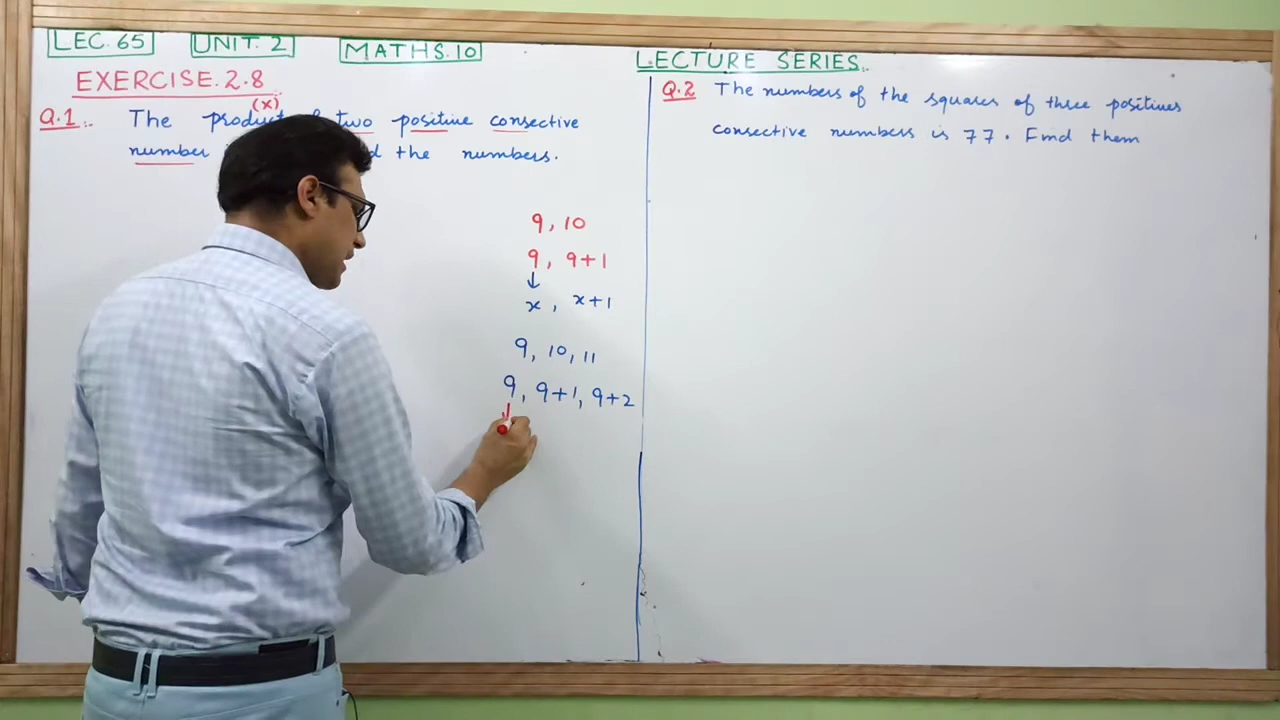 LEC. 65 UNIT. 2 MATHS. 10
EXERCISE. 2.8
(x)
Q.1 The product two positive consective
number the numbers.
9, 10
9, 9+1
↓
x, x+1
9, 10, 11
9, 9+1, 9+2
LECTURE SERIES.
Q.2 The numbers of the squares of three positives
consective numbers is 77. Find them